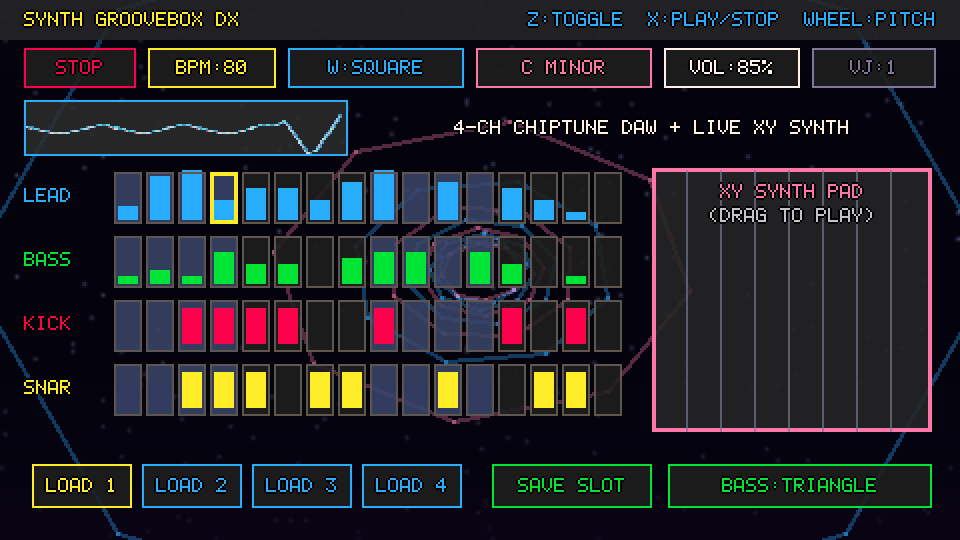 SYNTH GROOVEBOX DX
Z:TOGGLE X:PLAY/STOP WHEEL:PITCH
STOP
BPM:80
W:SQUARE
C MINOR
VOL:85%
VJ:1
4-CH CHIPTUNE DAW + LIVE XY SYNTH
LEAD
BASS
KICK
SNAR
XY SYNTH PAD
(DRAG TO PLAY)
LOAD 1
LOAD 2
LOAD 3
LOAD 4
SAVE SLOT
BASS:TRIANGLE